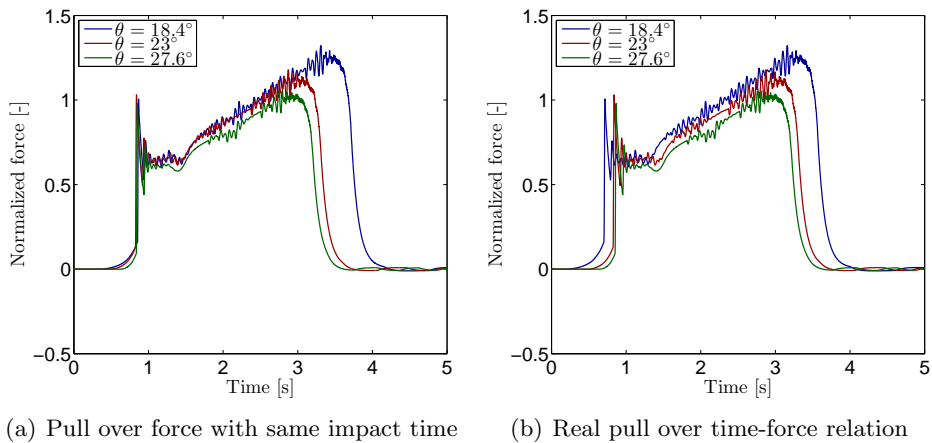 1.5
θ = 18.4°
θ = 23°
θ = 27.6°
1
0.5
0
−0.5
Normalized force [-]
0 1 2 3 4 5
Time [s]
(a) Pull over force with same impact time
1.5
θ = 18.4°
θ = 23°
θ = 27.6°
1
0.5
0
−0.5
Normalized force [-]
0 1 2 3 4 5
Time [s]
(b) Real pull over time-force relation